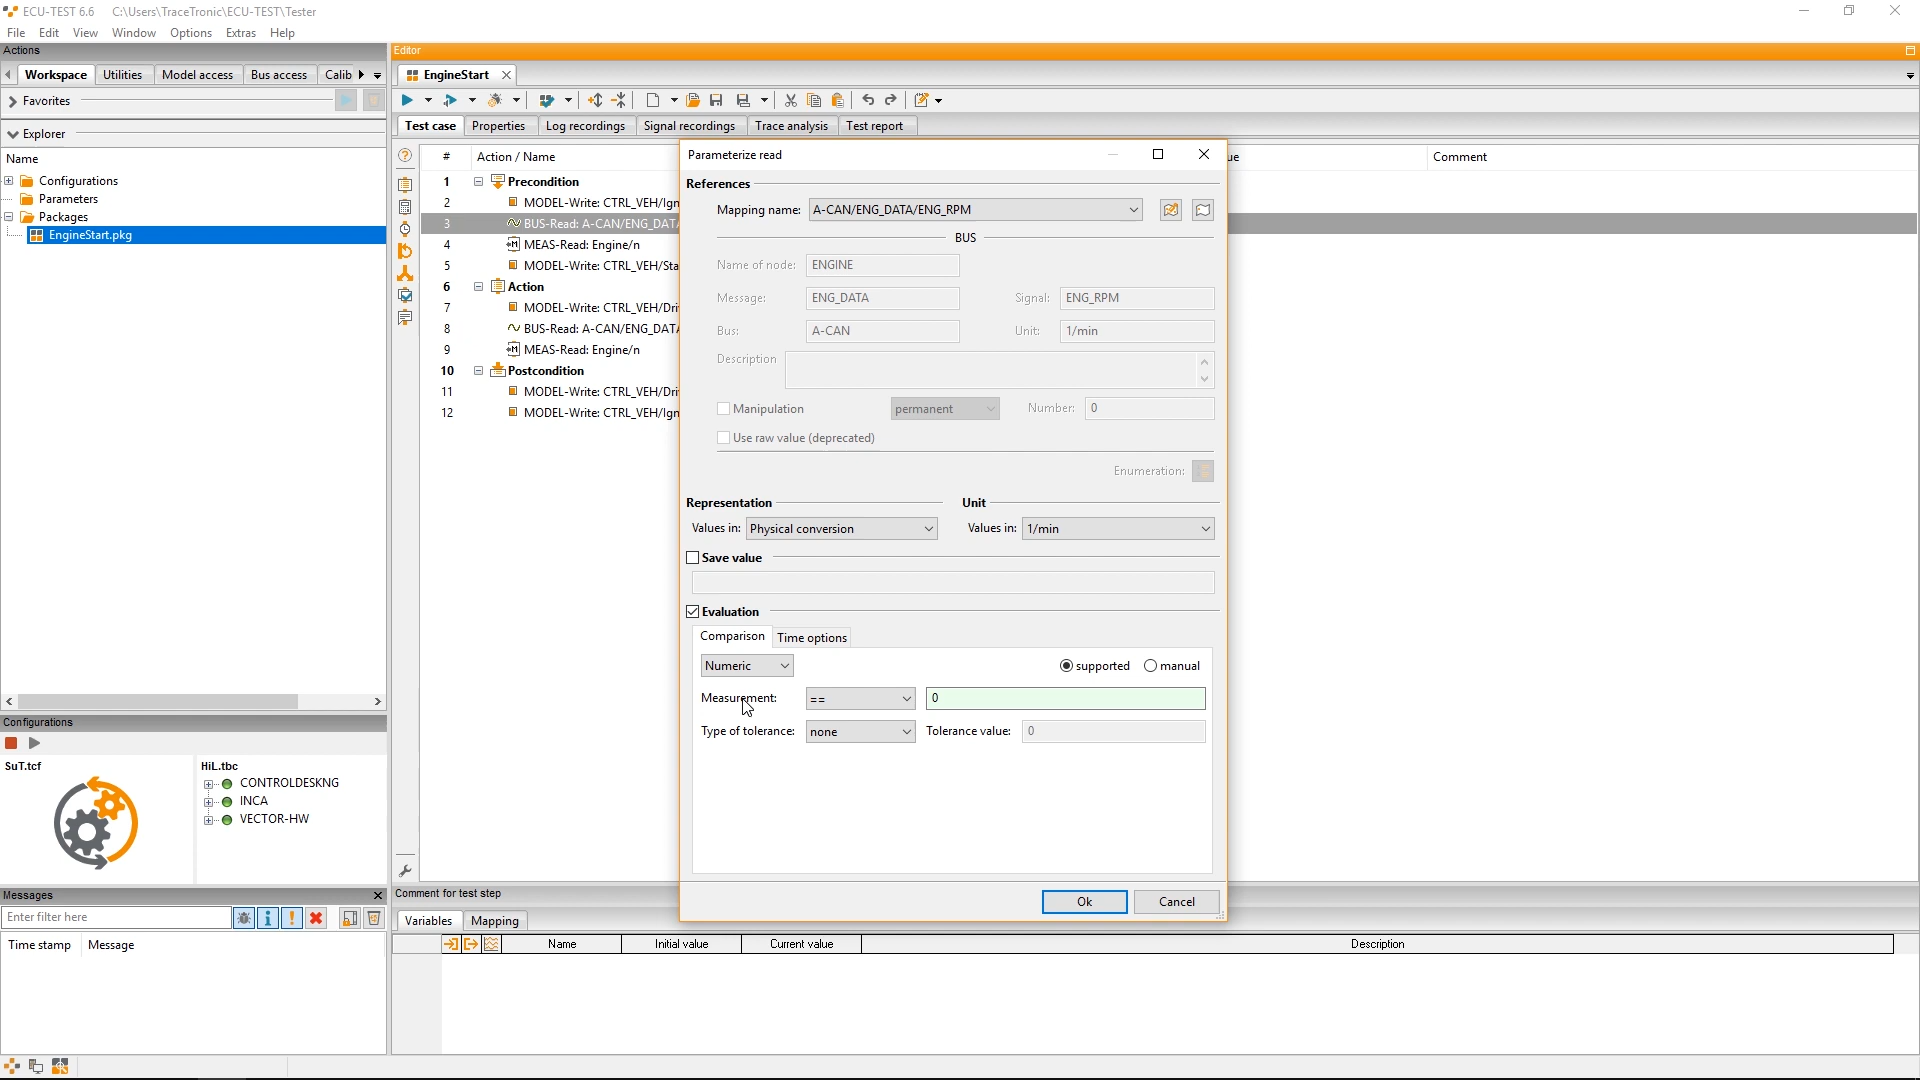 ECU-TEST 6.6 C:\Users\TraceTronic\ECU-TEST\Tester
File Edit View Window Options Extras Help
Actions
Workspace Utilities Model access Bus access Calib
Favorites
Explorer
Name
Configurations
Parameters
Packages
EngineStart.pkg
Configurations
SuT.tcf
HiL.tbc
CONTROLDESKNG
INCA
VECTOR-HW
Messages
Enter filter here
Time stamp Message
Editor
EngineStart
Test case Properties Log recordings Signal recordings Trace analysis Test report
# Action / Name
ue Comment
1 Precondition
2 MODEL-Write: CTRL_VEH/Ign
3 BUS-Read: A-CAN/ENG_DATA
4 MEAS-Read: Engine/n
5 MODEL-Write: CTRL_VEH/Sta
6 Action
7 MODEL-Write: CTRL_VEH/Dri
8 BUS-Read: A-CAN/ENG_DATA
9 MEAS-Read: Engine/n
10 Postcondition
11 MODEL-Write: CTRL_VEH/Dri
12 MODEL-Write: CTRL_VEH/Ign
Parameterize read
References
Mapping name: A-CAN/ENG_DATA/ENG_RPM
BUS
Name of node: ENGINE
Message: ENG_DATA Signal: ENG_RPM
Bus: A-CAN Unit: 1/min
Description
Manipulation permanent Number: 0
Use raw value (deprecated)
Enumeration:
Representation Unit
Values in: Physical conversion Values in: 1/min
Save value
Evaluation
Comparison Time options
Numeric supported manual
Measurement: == 0
Type of tolerance: none Tolerance value: 0
Ok Cancel
Comment for test step
Variables Mapping
Name Initial value Current value Description